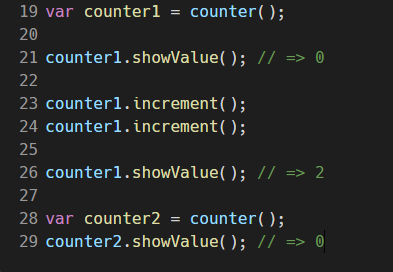 19 var counter1 = counter();
20
21 counter1.showValue(); // => 0
22
23 counter1.increment();
24 counter1.increment();
25
26 counter1.showValue(); // => 2
27
28 var counter2 = counter();
29 counter2.showValue(); // => 0